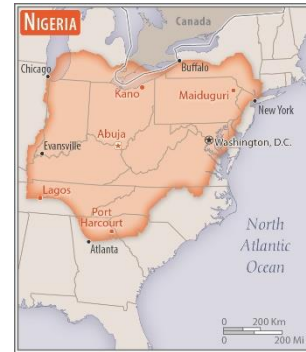 NIGERIA
Canada
Chicago
Buffalo
Kano
Maiduguri
New York
Abuja
Evansville
Washington, D.C.
Lagos
Port
Harcourt
Atlanta
North
Atlantic
Ocean
0 200 Km
0 200 Mi